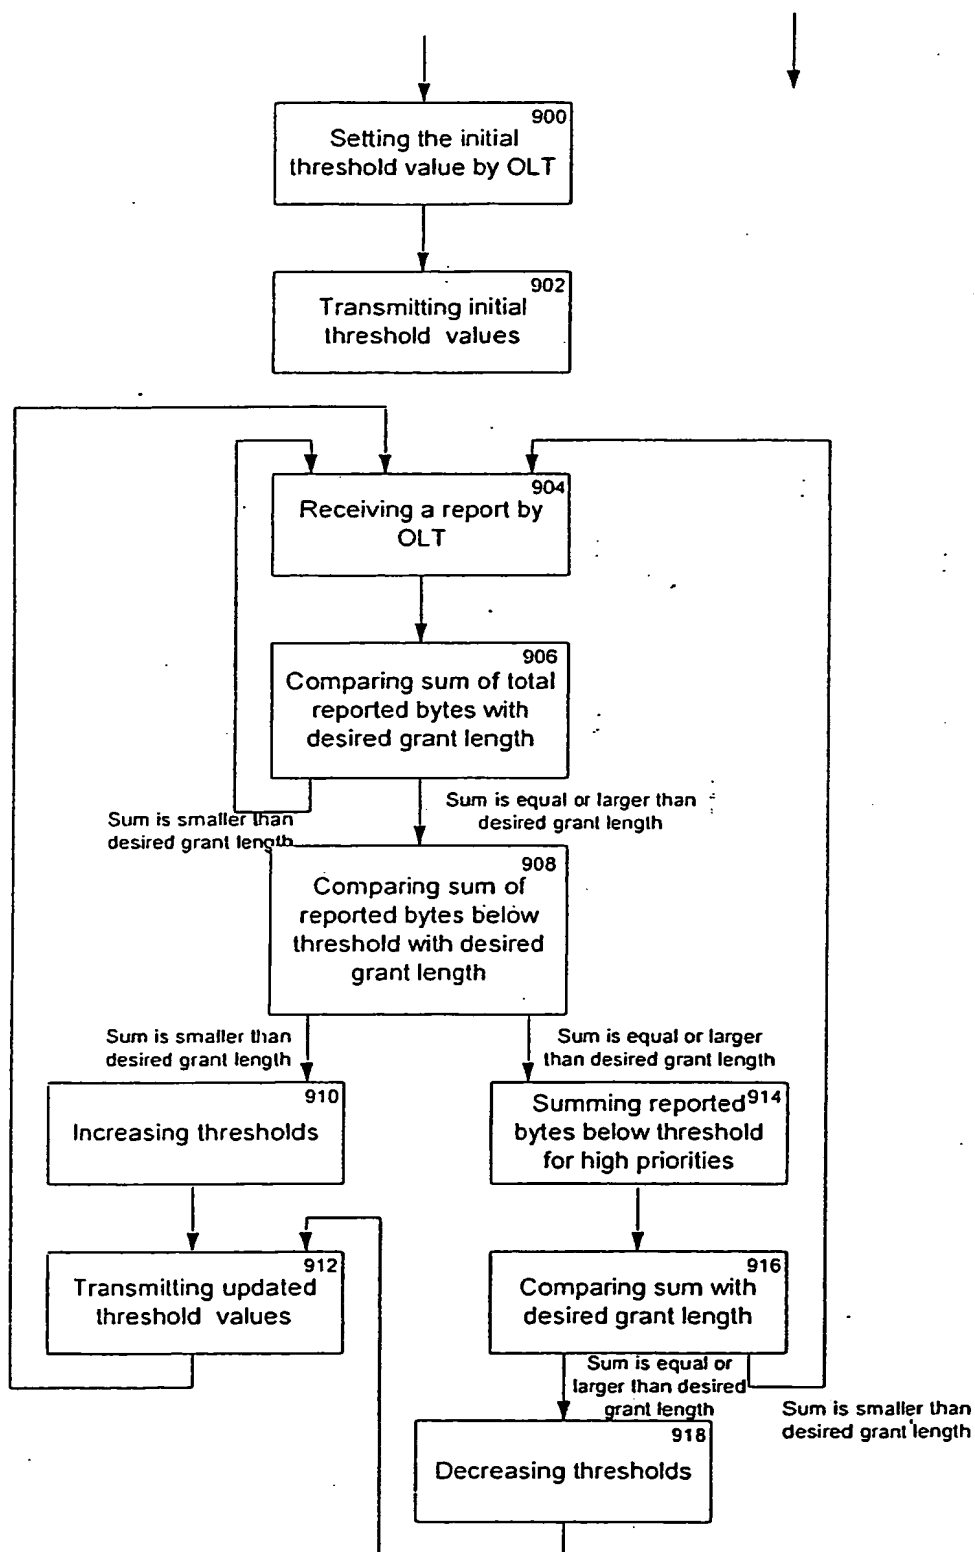 900
Setting the initial
threshold value by OLT
902
Transmitting initial
threshold values
904
Receiving a report by
OLT
906
Comparing sum of total
reported bytes with
desired grant length
Sum is smaller than
desired grant length
Sum is equal or larger than
desired grant length
908
Comparing sum of
reported bytes below
threshold with desired
grant length
Sum is smaller than
desired grant length
Sum is equal or larger
than desired grant length
910
Increasing thresholds
914
Summing reported
bytes below threshold
for high priorities
912
Transmitting updated
threshold values
916
Comparing sum with
desired grant length
Sum is equal or
larger than desired
grant length
Sum is smaller than
desired grant length
918
Decreasing thresholds